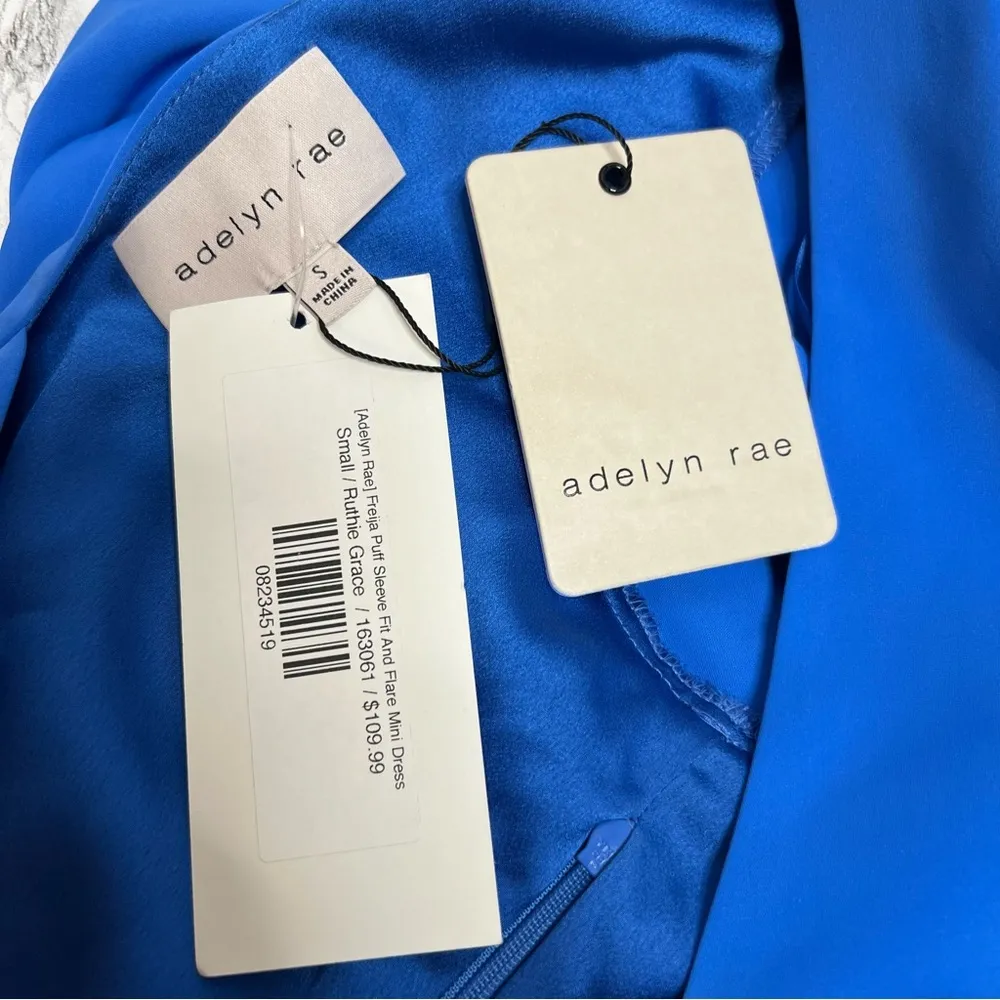 adelyn rae
S
MADE IN
CHINA
adelyn rae
[Adelyn Rae] Freija Puff Sleeve Fit And Flare Mini Dress
Small / Ruthie Grace / 163061 / $109.99
08234519